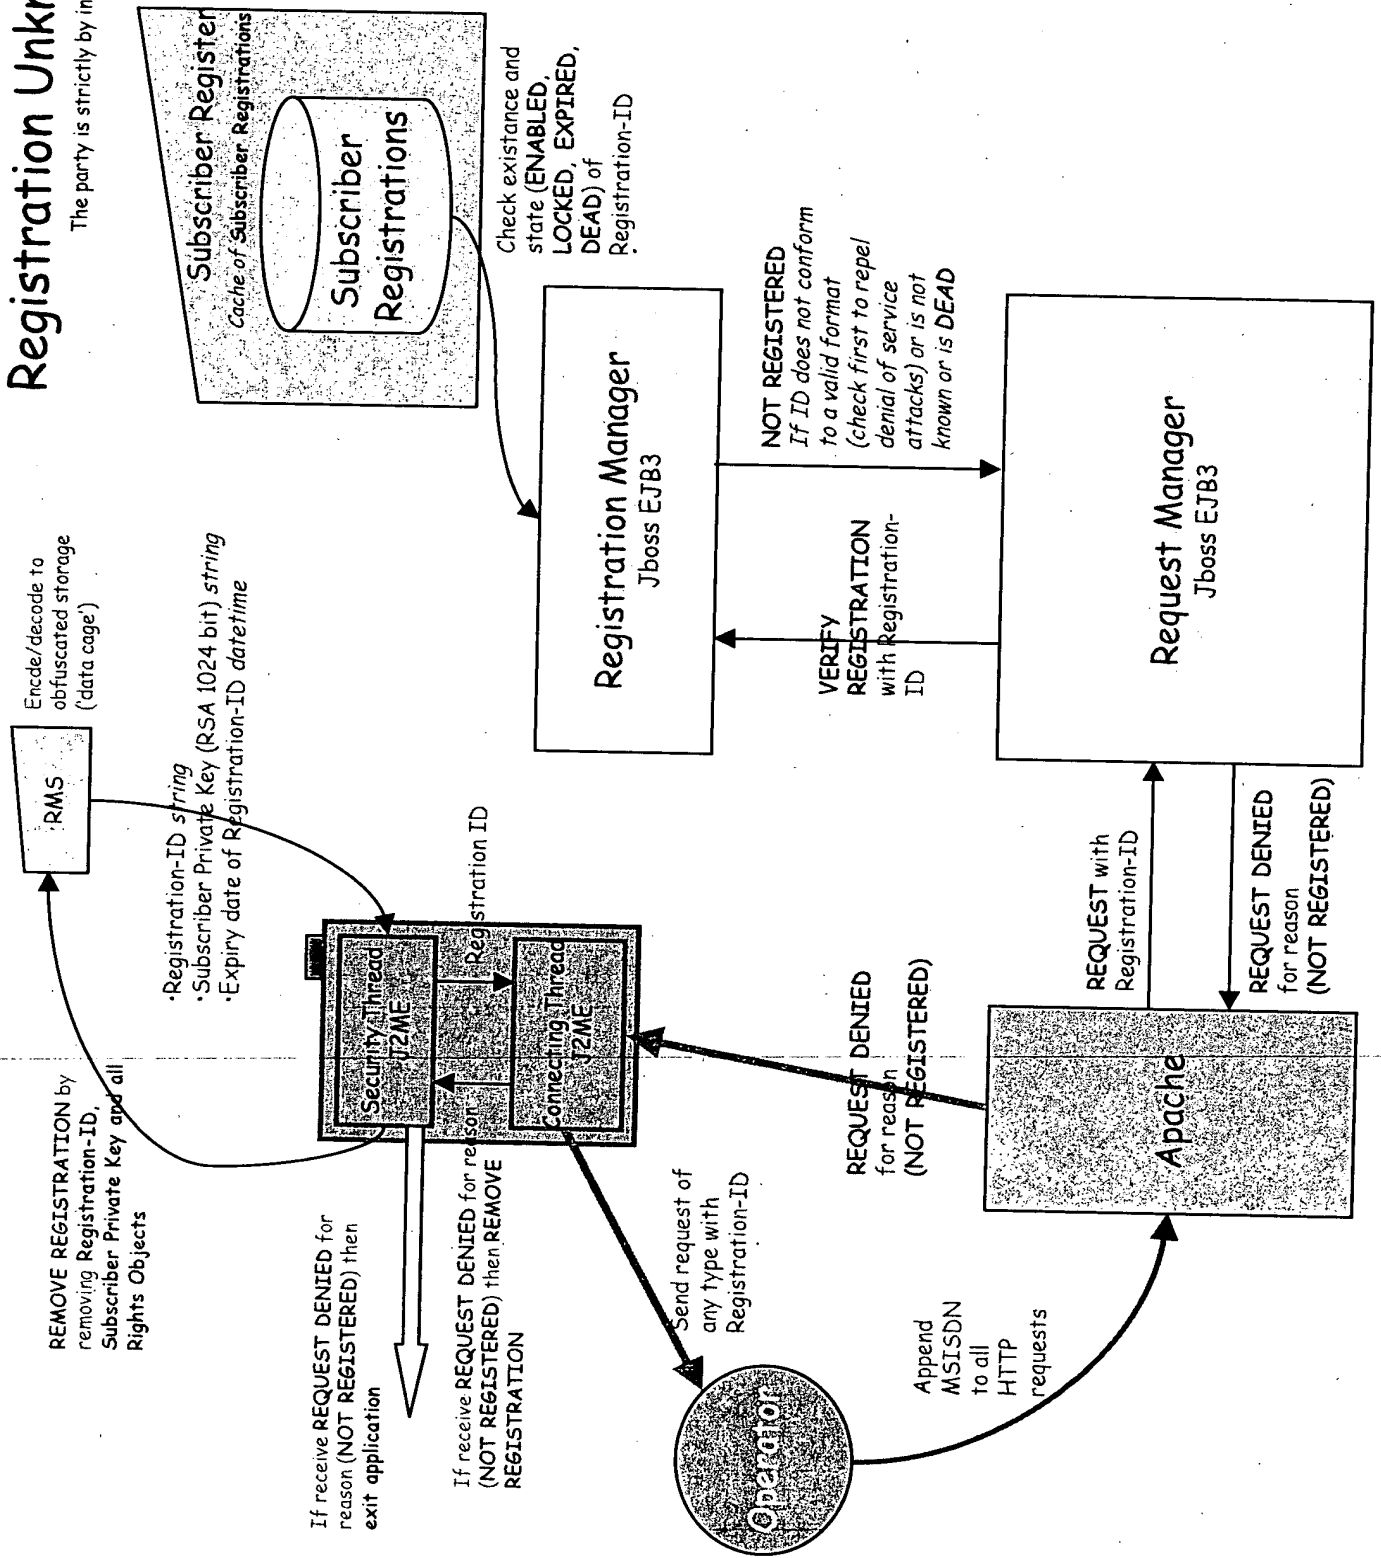 Registration Unkn
The party is strictly by in
Subscriber Register
Cache of Subscriber Registrations
Subscriber
Registrations
Check existance and
state (ENABLED,
LOCKED, EXPIRED,
DEAD) of
Registration-ID
Encde/decode to
obfuscated storage
('data cage')
RMS
•Registration-ID string
•Subscriber Private Key (RSA 1024 bit) string
•Expiry date of Registration-ID datetime
REMOVE REGISTRATION by
removing Registration-ID,
Subscriber Private Key and all
Rights Objects
Security Thread
J2ME
Registration ID
Connecting Thread
J2ME
If receive REQUEST DENIED for
reason (NOT REGISTERED) then
exit application
If receive REQUEST DENIED for reason
(NOT REGISTERED) then REMOVE
REGISTRATION
Registration Manager
Jboss EJB3
NOT REGISTERED
If ID does not conform
to a valid format
(check first to repel
denial of service
attacks) or is not
known or is DEAD
VERIFY
REGISTRATION
with Registration-
ID
Request Manager
Jboss EJB3
REQUEST with
Registration-ID
REQUEST DENIED
for reason
(NOT REGISTERED)
REQUEST DENIED
for reason
(NOT REGISTERED)
Apache
Send request of
any type with
Registration-ID
Operator
Append
MSISDN
to all
HTTP
requests